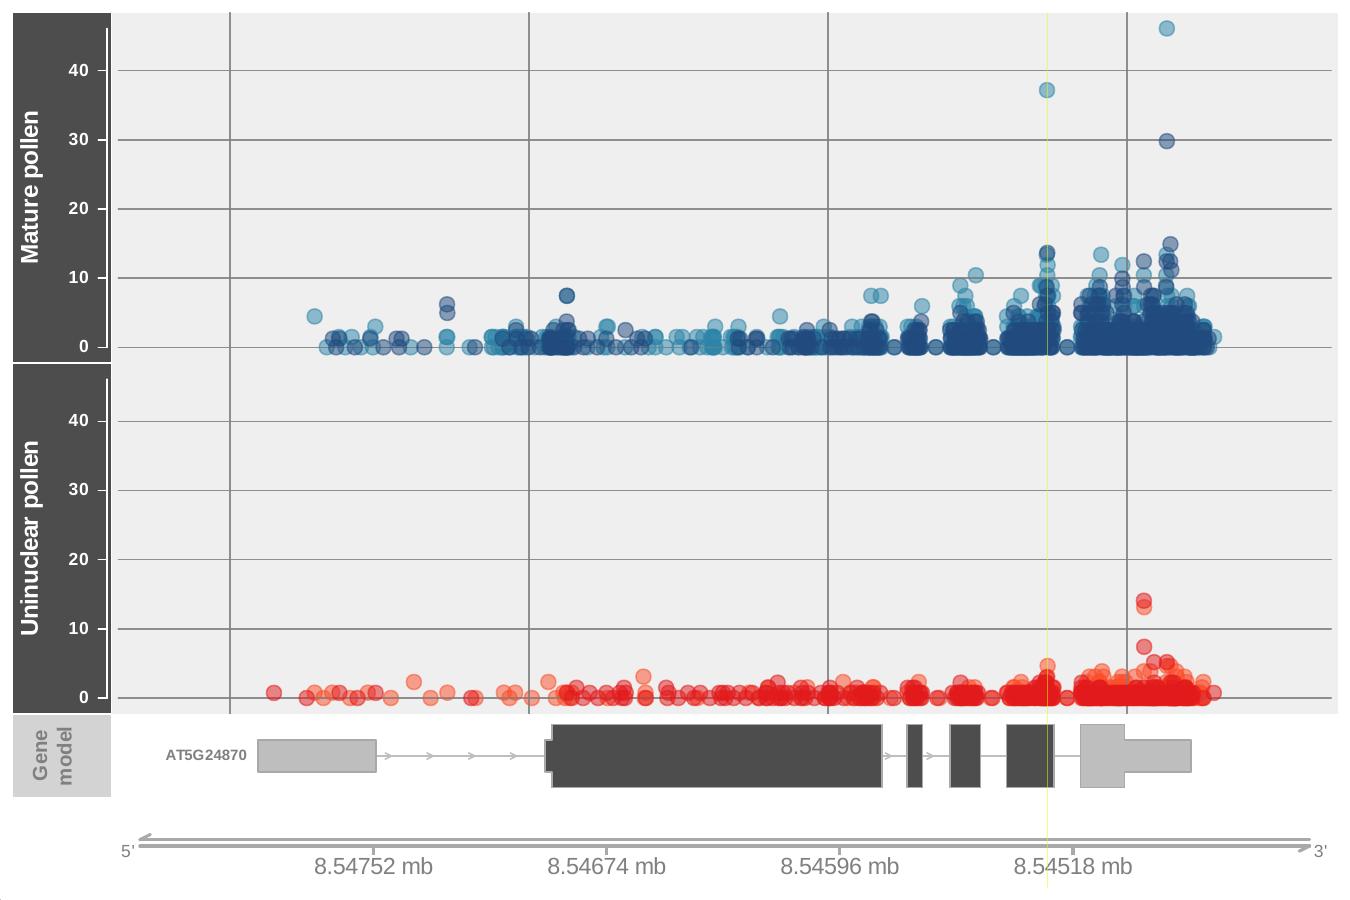 Mature pollen
40
30
20
10
0
Uninuclear pollen
40
30
20
10
0
Gene
model
AT5G24870
5'
3'
8.54752 mb
8.54674 mb
8.54596 mb
8.54518 mb